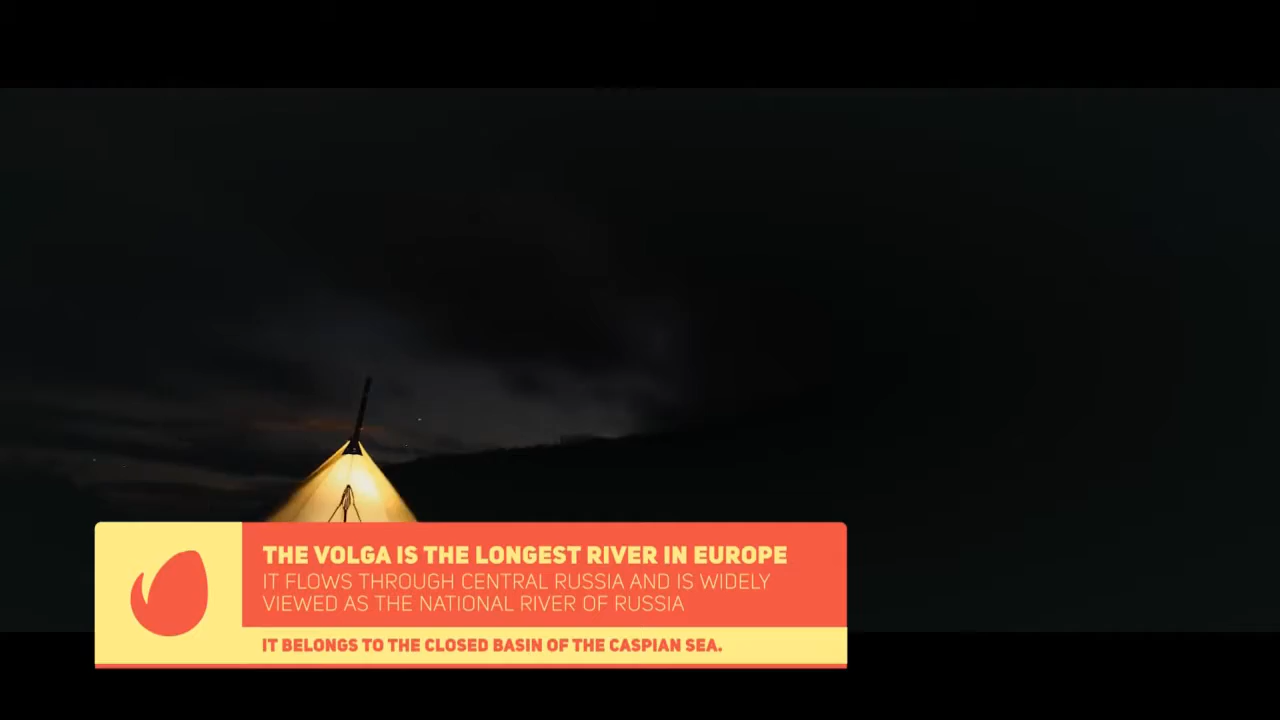 THE VOLGA IS THE LONGEST RIVER IN EUROPE
IT FLOWS THROUGH CENTRAL RUSSIA AND IS WIDELY
VIEWED AS THE NATIONAL RIVER OF RUSSIA
IT BELONGS TO THE CLOSED BASIN OF THE CASPIAN SEA.